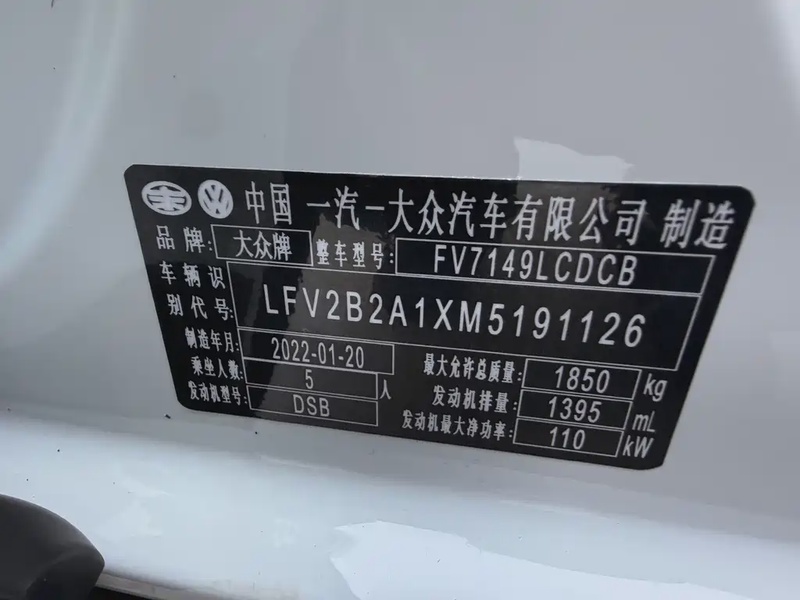 中国 一汽一大众汽车有限公司 制造
品牌: 大众牌 整车型号: FV7149LCDCB
车辆识别代号: LFV2B2A1XM5191126
制造年月: 2022-01-20
乘坐人数: 5 人
发动机型号: DSB
最大允许总质量: 1850 kg
发动机排量: 1395 mL
发动机最大净功率: 110 kW